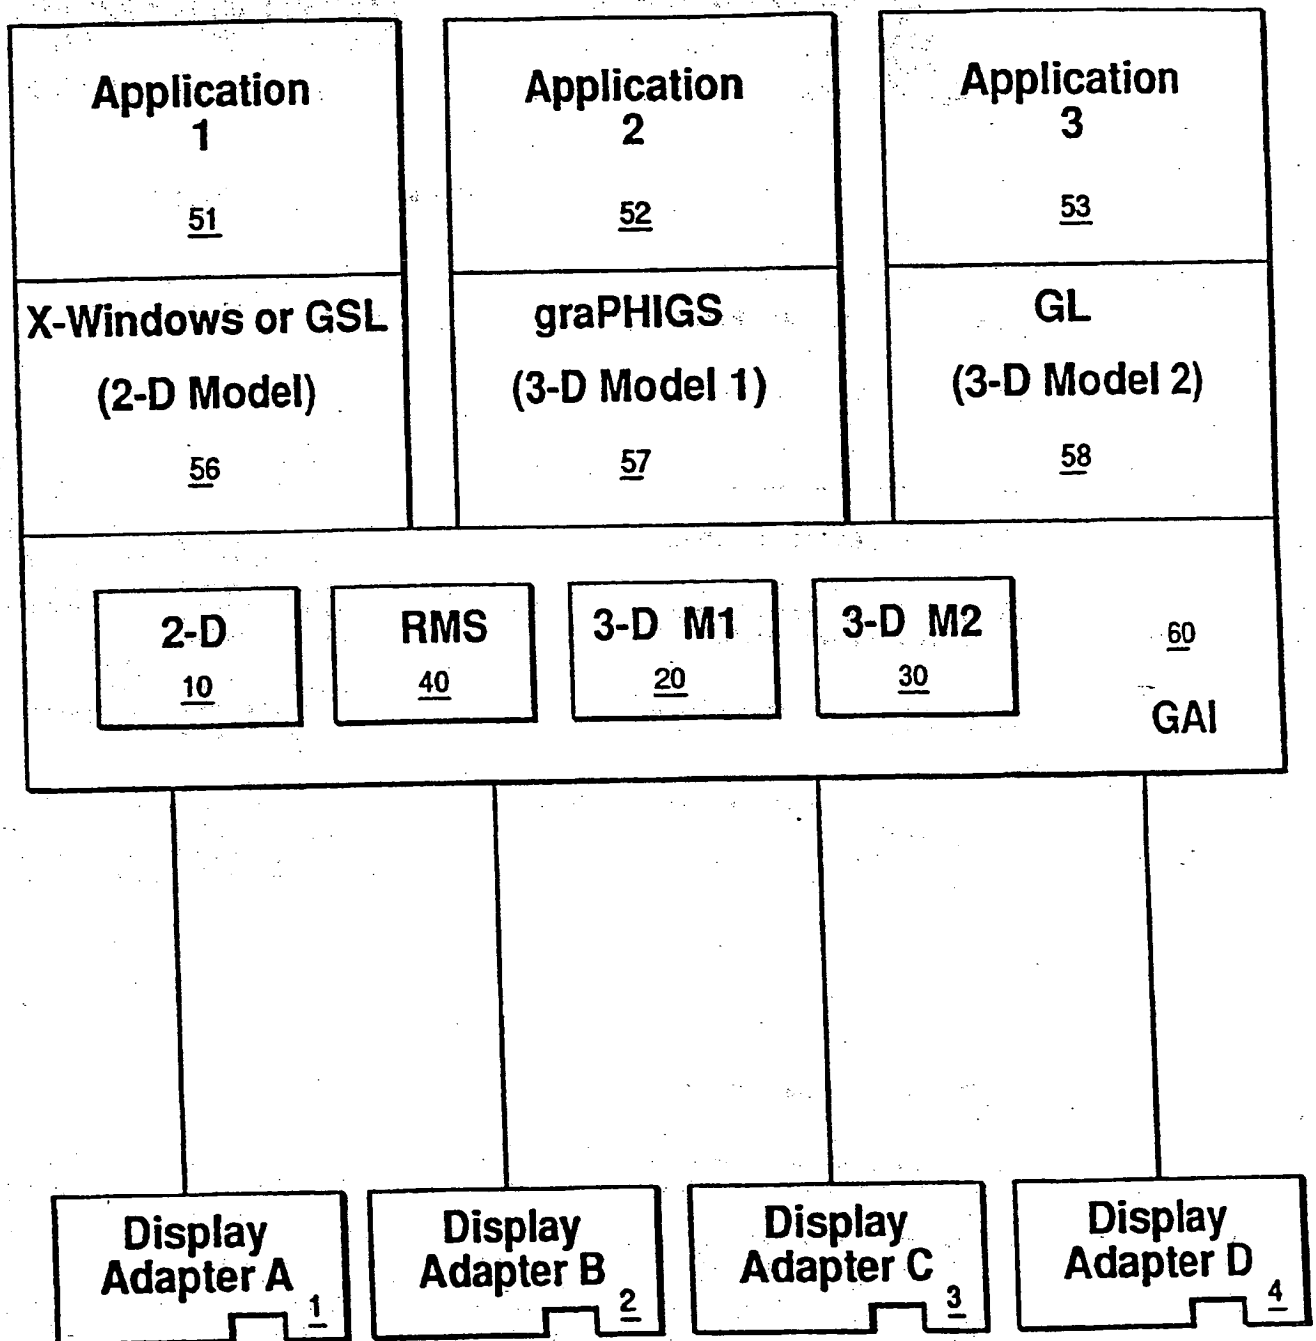 Application
1
51
Application
2
52
Application
3
53
X-Windows or GSL
(2-D Model)
56
graPHIGS
(3-D Model 1)
57
GL
(3-D Model 2)
58
2-D
10
RMS
40
3-D M1
20
3-D M2
30
60
GAI
Display
Adapter A
1
Display
Adapter B
2
Display
Adapter C
3
Display
Adapter D
4